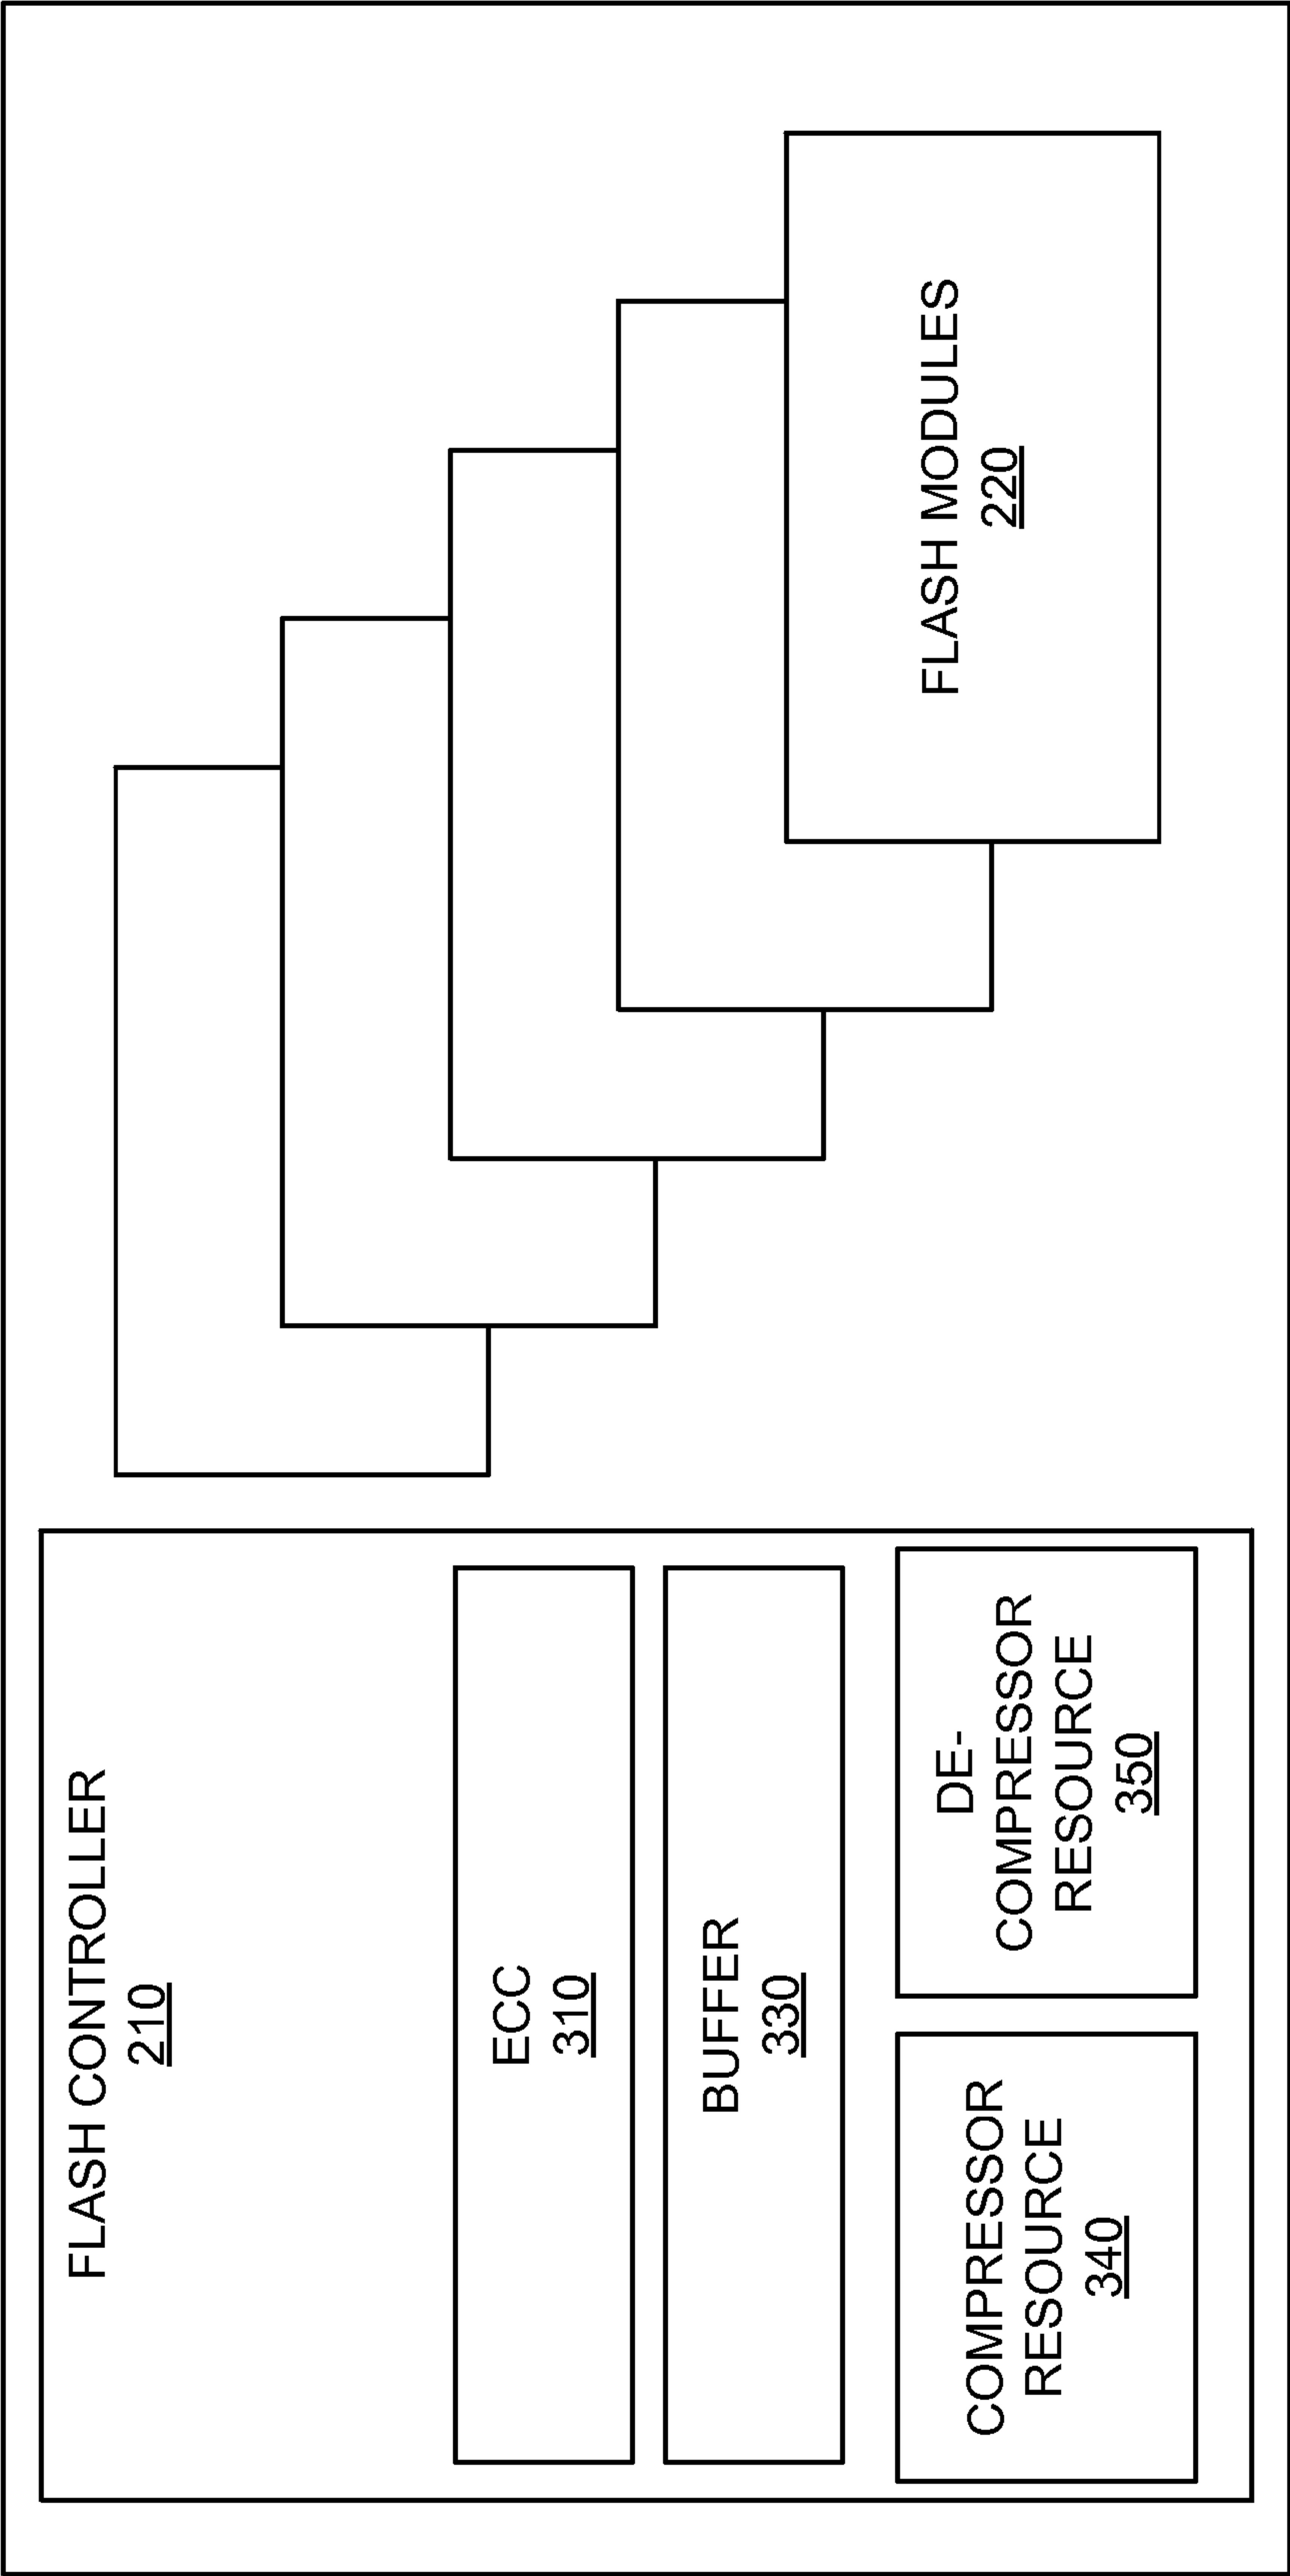 FLASH CONTROLLER
210
ECC
310
BUFFER
330
COMPRESSOR
RESOURCE
340
DE-
COMPRESSOR
RESOURCE
350
FLASH MODULES
220